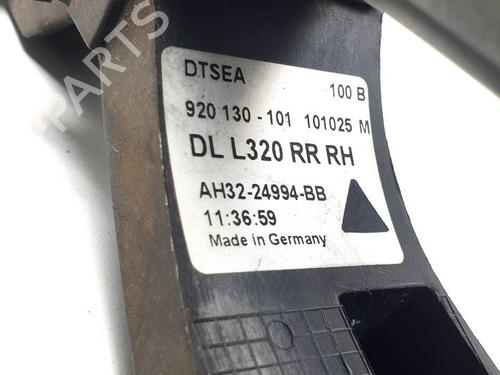 DTSEA 100 B
920 130 - 101 101025 M
DL L320 RR RH
AH32-24994-BB
11:36:59
Made in Germany
PARTS